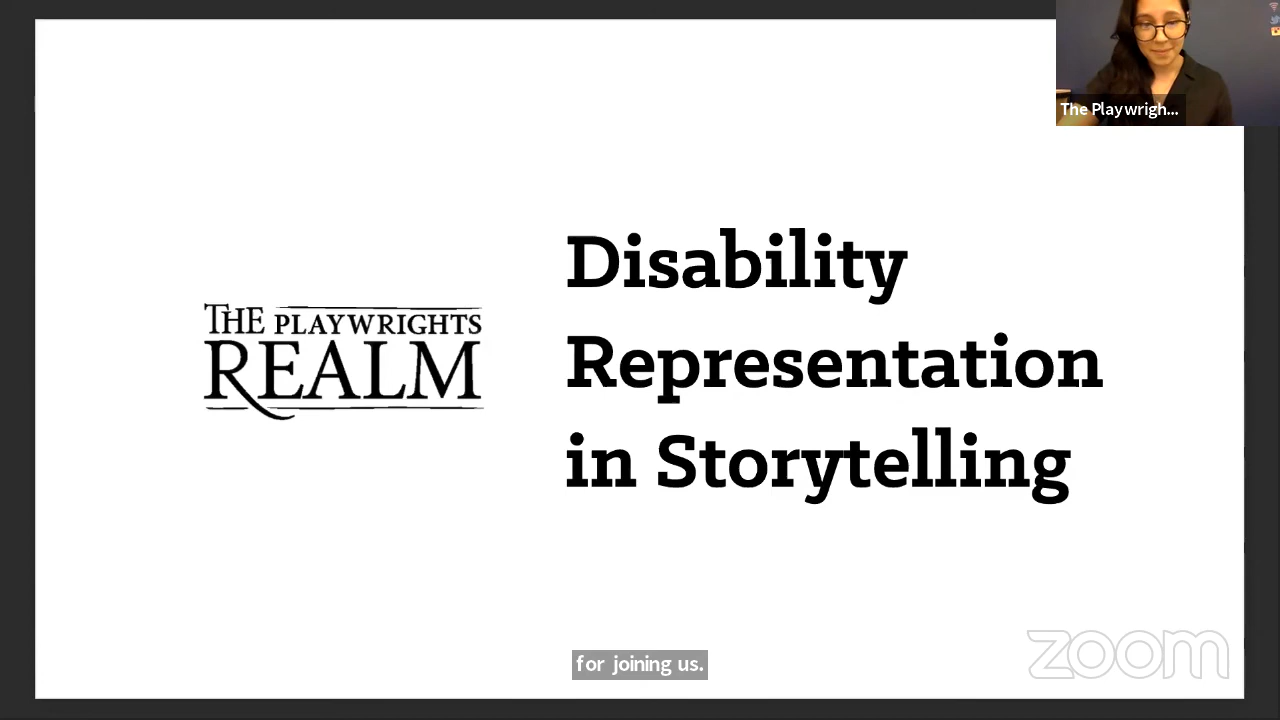 The Playwrigh...
THE PLAYWRIGHTS
REALM
Disability
Representation
in Storytelling
for joining us.
zoom